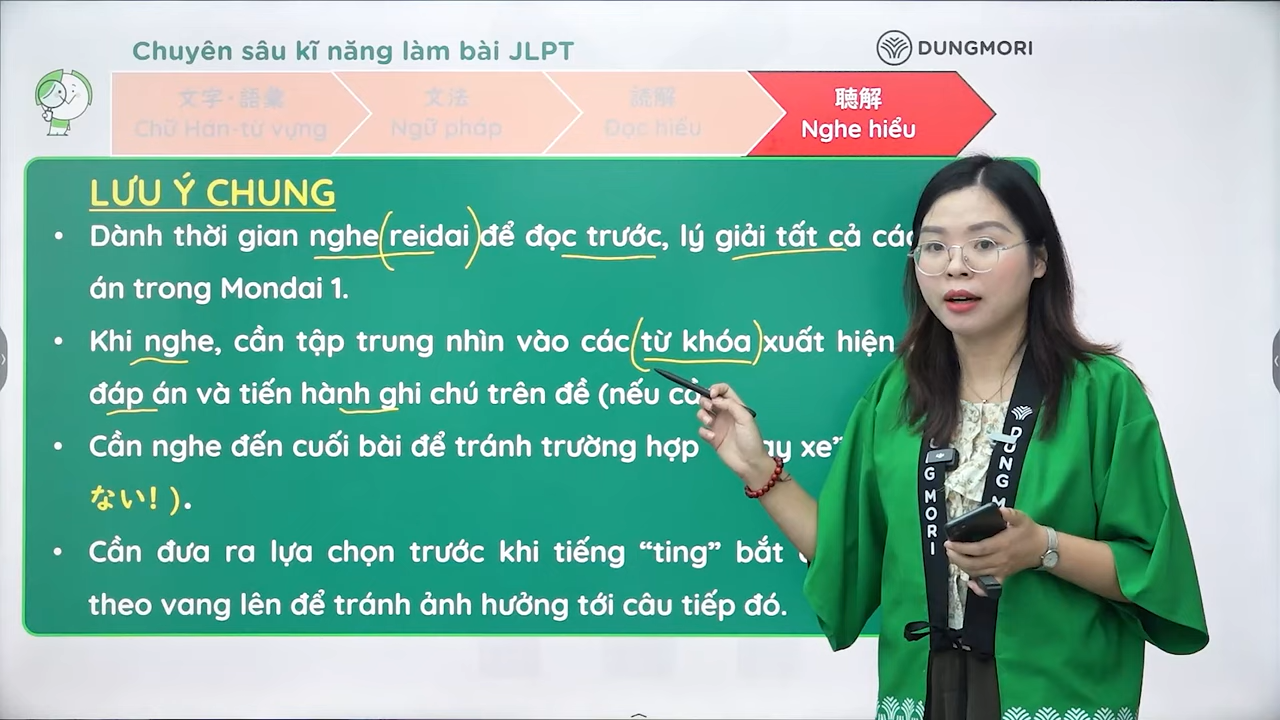 Chuyên sâu kĩ năng làm bài JLPT
DUNGMORI
文字・語彙
Chữ Hán-từ vựng
文法
Ngữ pháp
読解
Đọc hiểu
聴解
Nghe hiểu
LƯU Ý CHUNG
• Dành thời gian nghe (reidai) để đọc trước, lý giải tất cả
án trong Mondai 1.
• Khi nghe, cần tập trung nhìn vào các (từ khóa) xuất hiện
đáp án và tiến hành ghi chú trên đề (nếu
• Cần nghe đến cuối bài để tránh trường hợp xe”
ない! ).
• Cần đưa ra lựa chọn trước khi tiếng “ting” bắt
theo vang lên để tránh ảnh hưởng tới câu tiếp đó.
G MORI
DUNG M